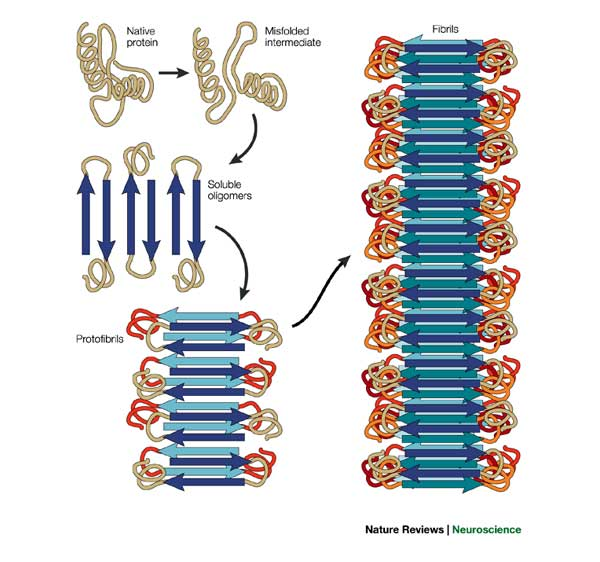 Native
protein
Misfolded
intermediate
Fibrils
Soluble
oligomers
Protofibrils
Nature Reviews | Neuroscience